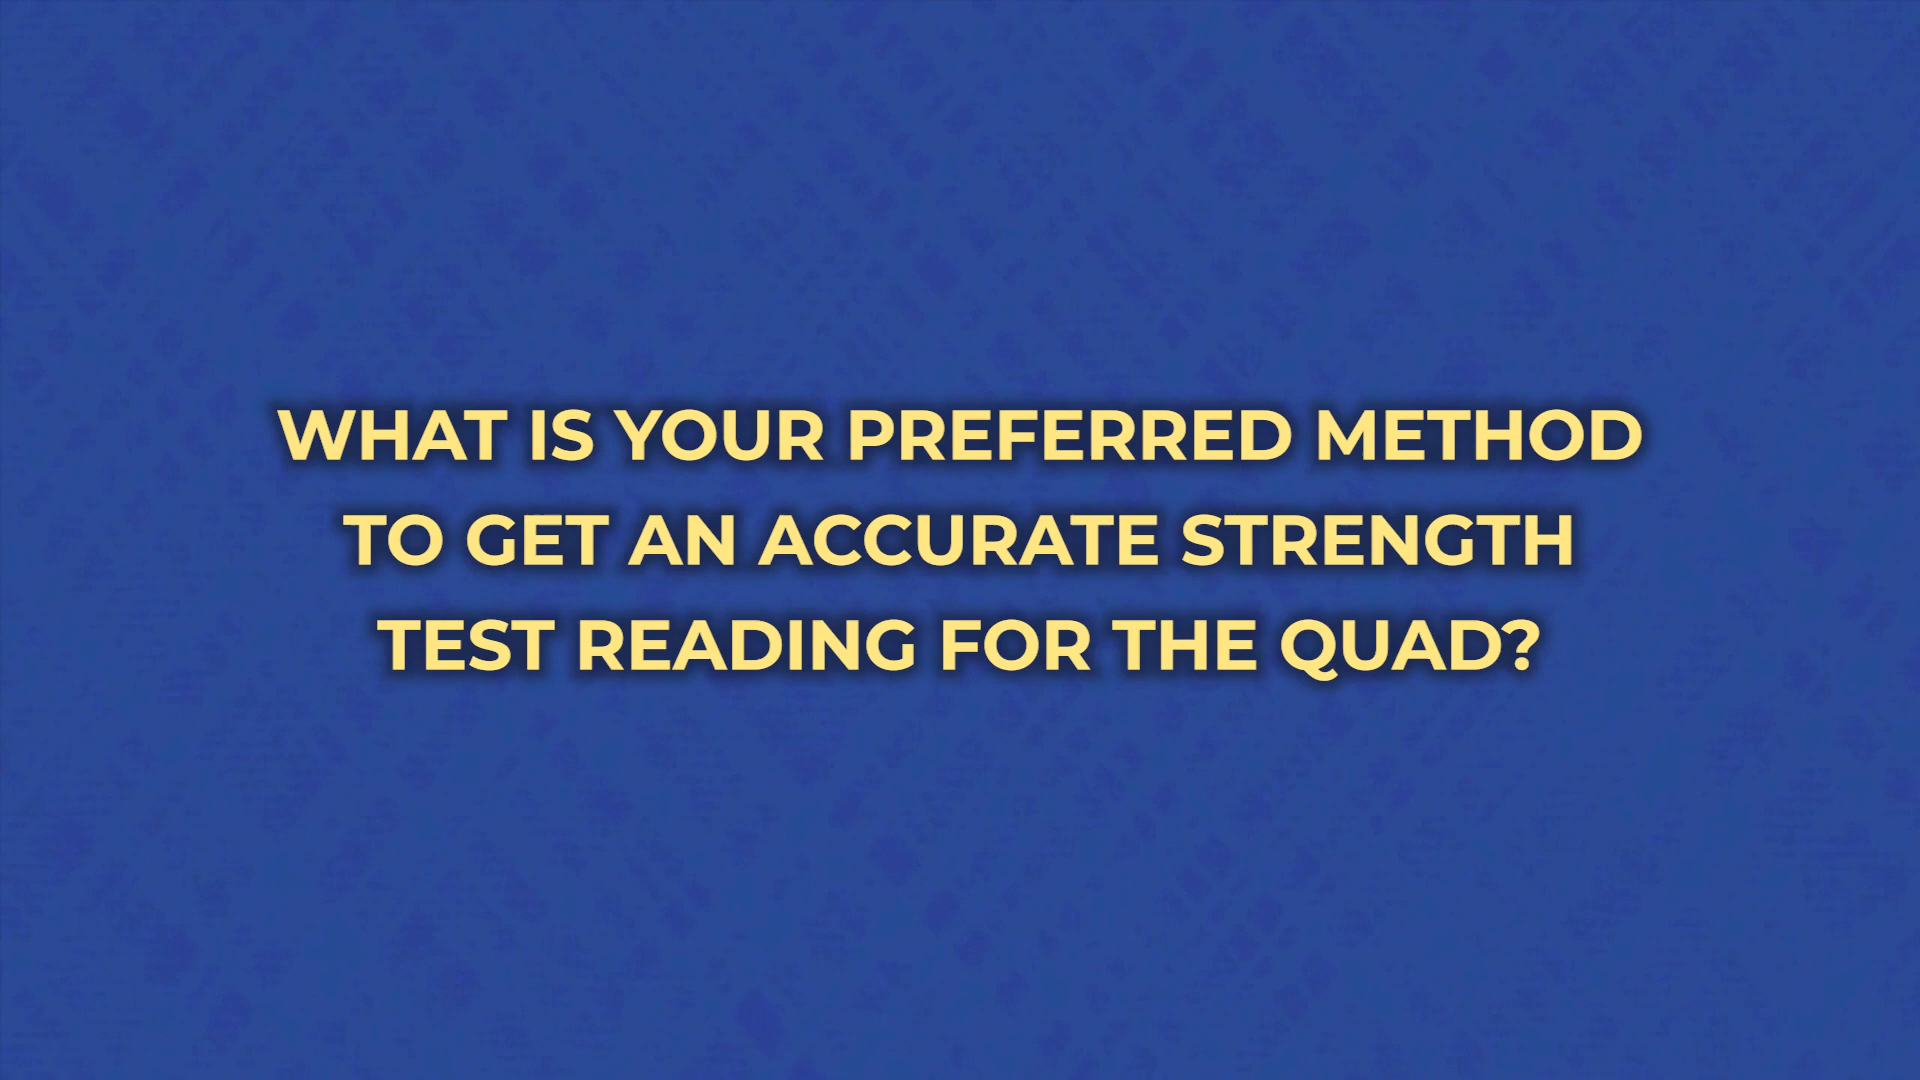 WHAT IS YOUR PREFERRED METHOD
TO GET AN ACCURATE STRENGTH
TEST READING FOR THE QUAD?